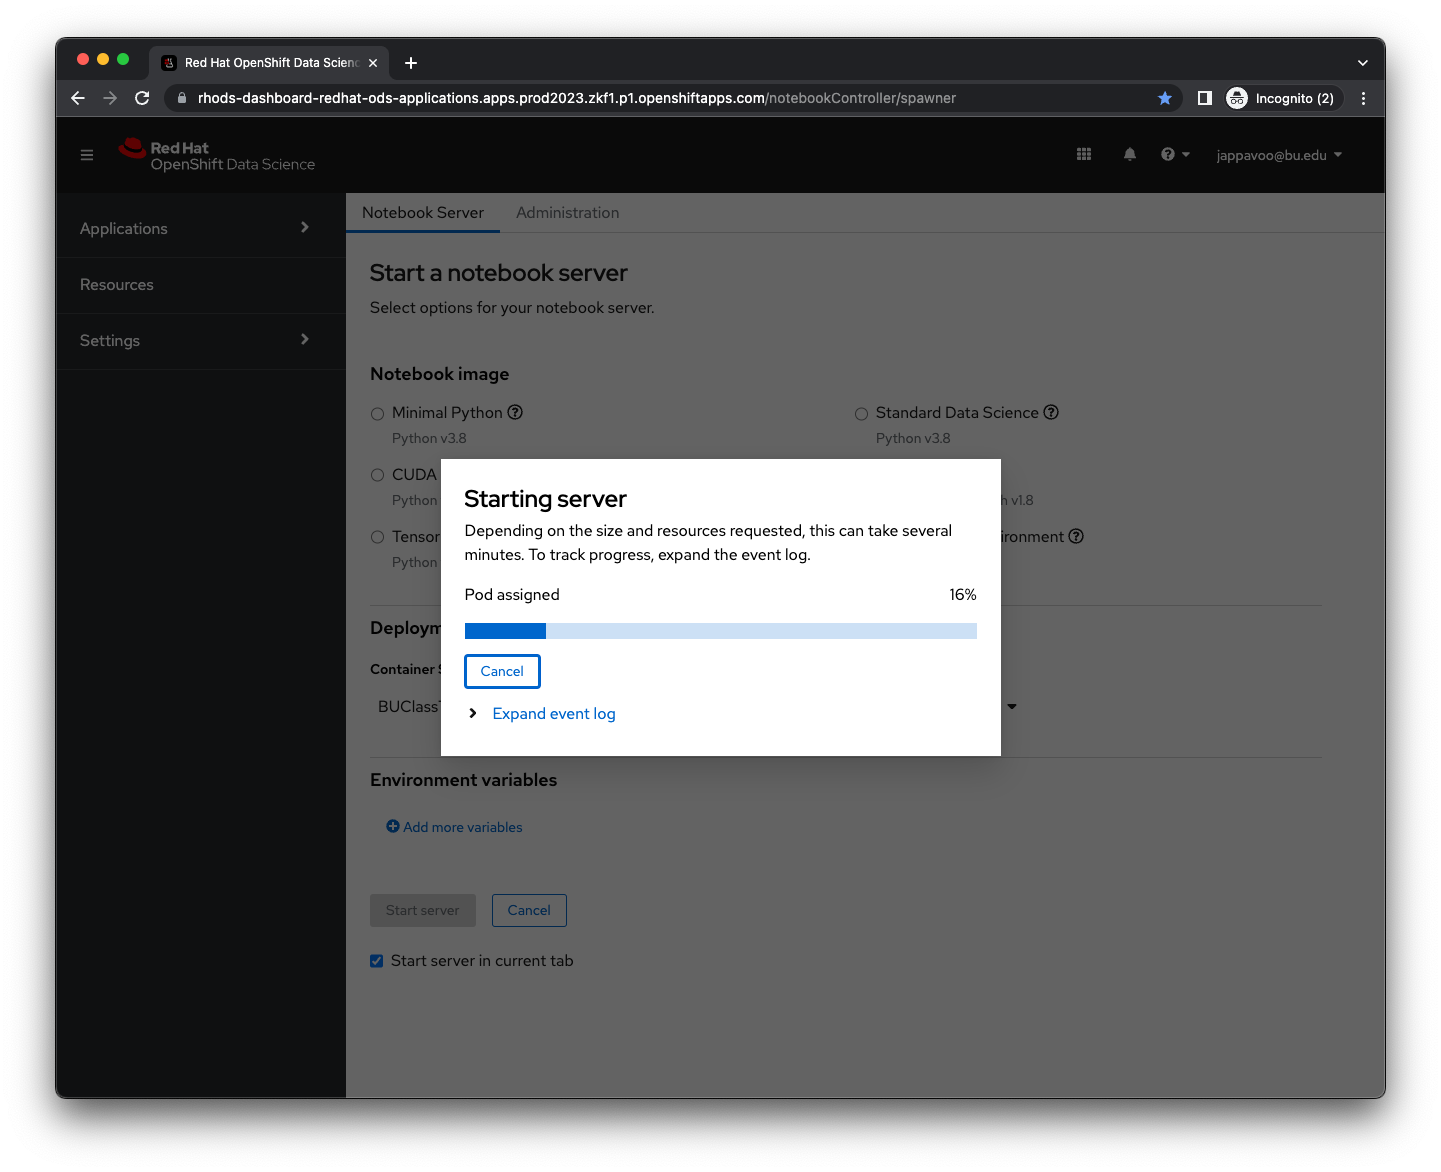 Red Hat OpenShift Data Scienc
rhods-dashboard-redhat-ods-applications.apps.prod2023.zkf1.p1.openshiftapps.com/notebookController/spawner
Incognito (2)
Red Hat
OpenShift Data Science
jappavoo@bu.edu
Applications
Resources
Settings
Notebook Server
Administration
Start a notebook server
Select options for your notebook server.
Notebook image
Minimal Python
Standard Data Science
Python v3.8
Python v3.8
CUDA
Python
h v1.8
Tensor
ironment
Python
Starting server
Depending on the size and resources requested, this can take several
minutes. To track progress, expand the event log.
Pod assigned
16%
Cancel
Expand event log
Deploym
Container S
BUClass
Environment variables
Add more variables
Start server
Cancel
Start server in current tab